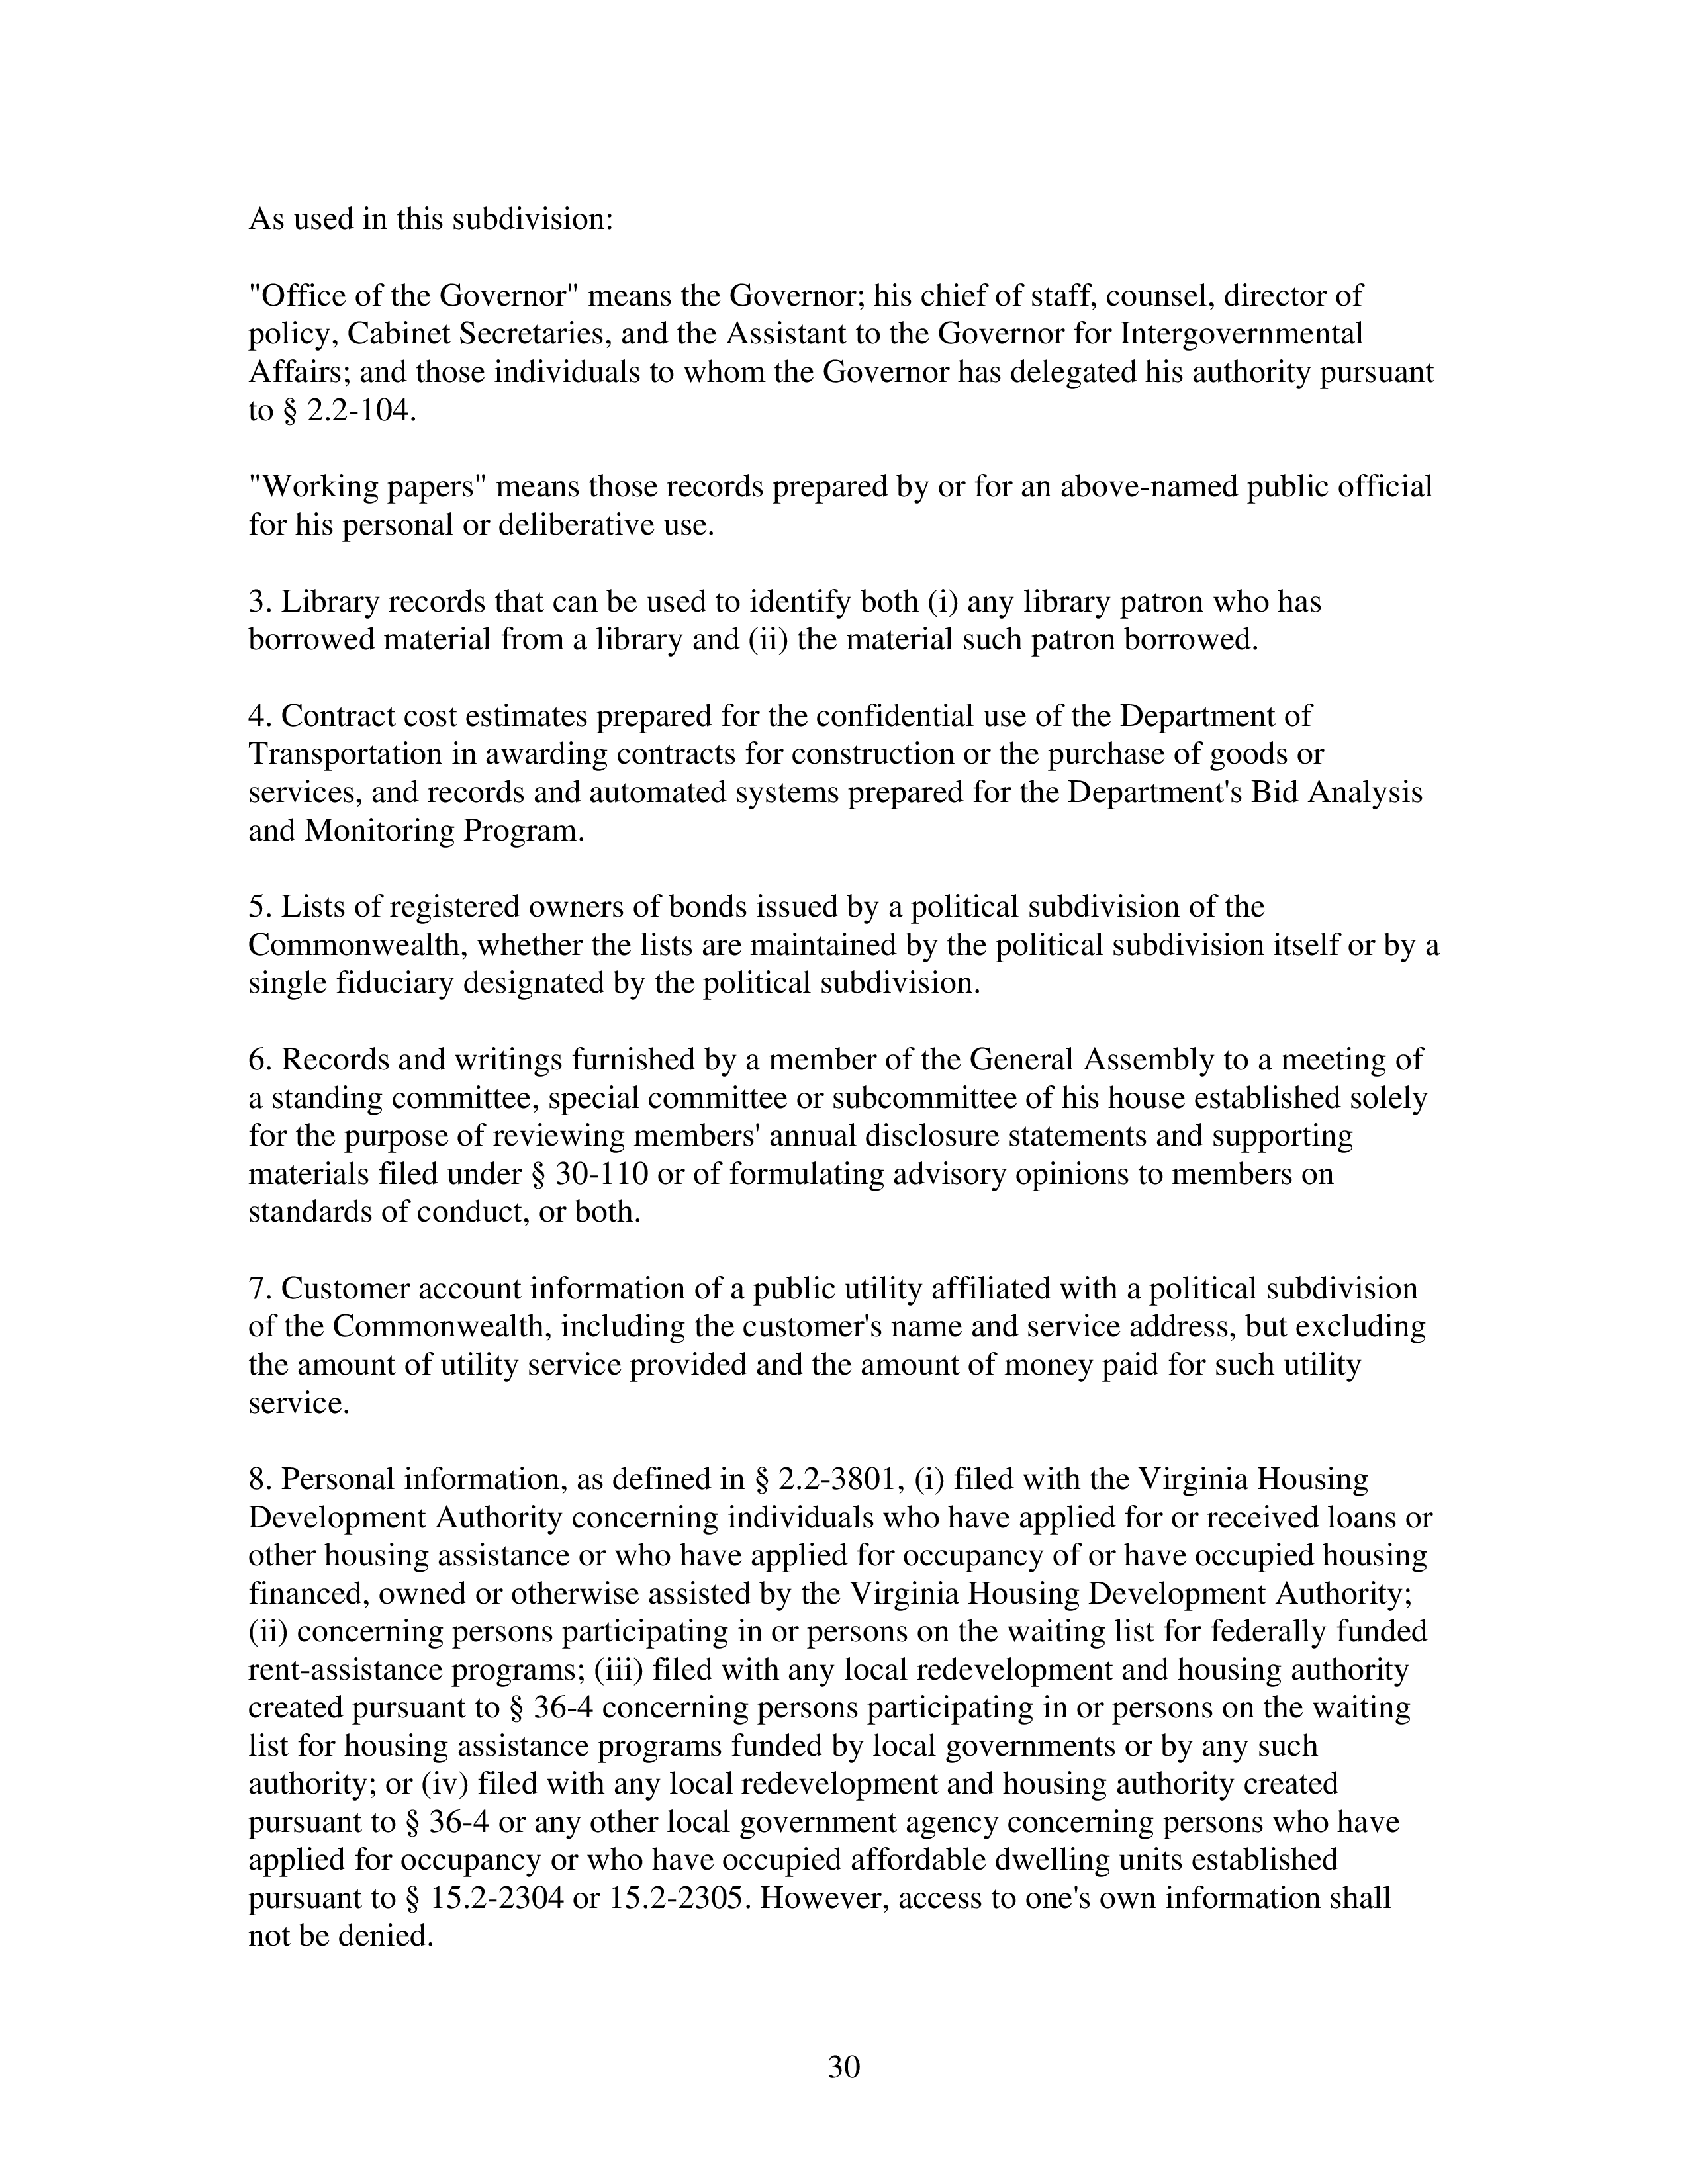 As used in this subdivision:
"Office of the Governor" means the Governor; his chief of staff, counsel, director of
policy, Cabinet Secretaries, and the Assistant to the Governor for Intergovernmental
Affairs; and those individuals to whom the Governor has delegated his authority pursuant
to § 2.2-104.
"Working papers" means those records prepared by or for an above-named public official
for his personal or deliberative use.
3. Library records that can be used to identify both (i) any library patron who has
borrowed material from a library and (ii) the material such patron borrowed.
4. Contract cost estimates prepared for the confidential use of the Department of
Transportation in awarding contracts for construction or the purchase of goods or
services, and records and automated systems prepared for the Department's Bid Analysis
and Monitoring Program.
5. Lists of registered owners of bonds issued by a political subdivision of the
Commonwealth, whether the lists are maintained by the political subdivision itself or by a
single fiduciary designated by the political subdivision.
6. Records and writings furnished by a member of the General Assembly to a meeting of
a standing committee, special committee or subcommittee of his house established solely
for the purpose of reviewing members' annual disclosure statements and supporting
materials filed under § 30-110 or of formulating advisory opinions to members on
standards of conduct, or both.
7. Customer account information of a public utility affiliated with a political subdivision
of the Commonwealth, including the customer's name and service address, but excluding
the amount of utility service provided and the amount of money paid for such utility
service.
8. Personal information, as defined in § 2.2-3801, (i) filed with the Virginia Housing
Development Authority concerning individuals who have applied for or received loans or
other housing assistance or who have applied for occupancy of or have occupied housing
financed, owned or otherwise assisted by the Virginia Housing Development Authority;
(ii) concerning persons participating in or persons on the waiting list for federally funded
rent-assistance programs; (iii) filed with any local redevelopment and housing authority
created pursuant to § 36-4 concerning persons participating in or persons on the waiting
list for housing assistance programs funded by local governments or by any such
authority; or (iv) filed with any local redevelopment and housing authority created
pursuant to § 36-4 or any other local government agency concerning persons who have
applied for occupancy or who have occupied affordable dwelling units established
pursuant to § 15.2-2304 or 15.2-2305. However, access to one's own information shall
not be denied.
30